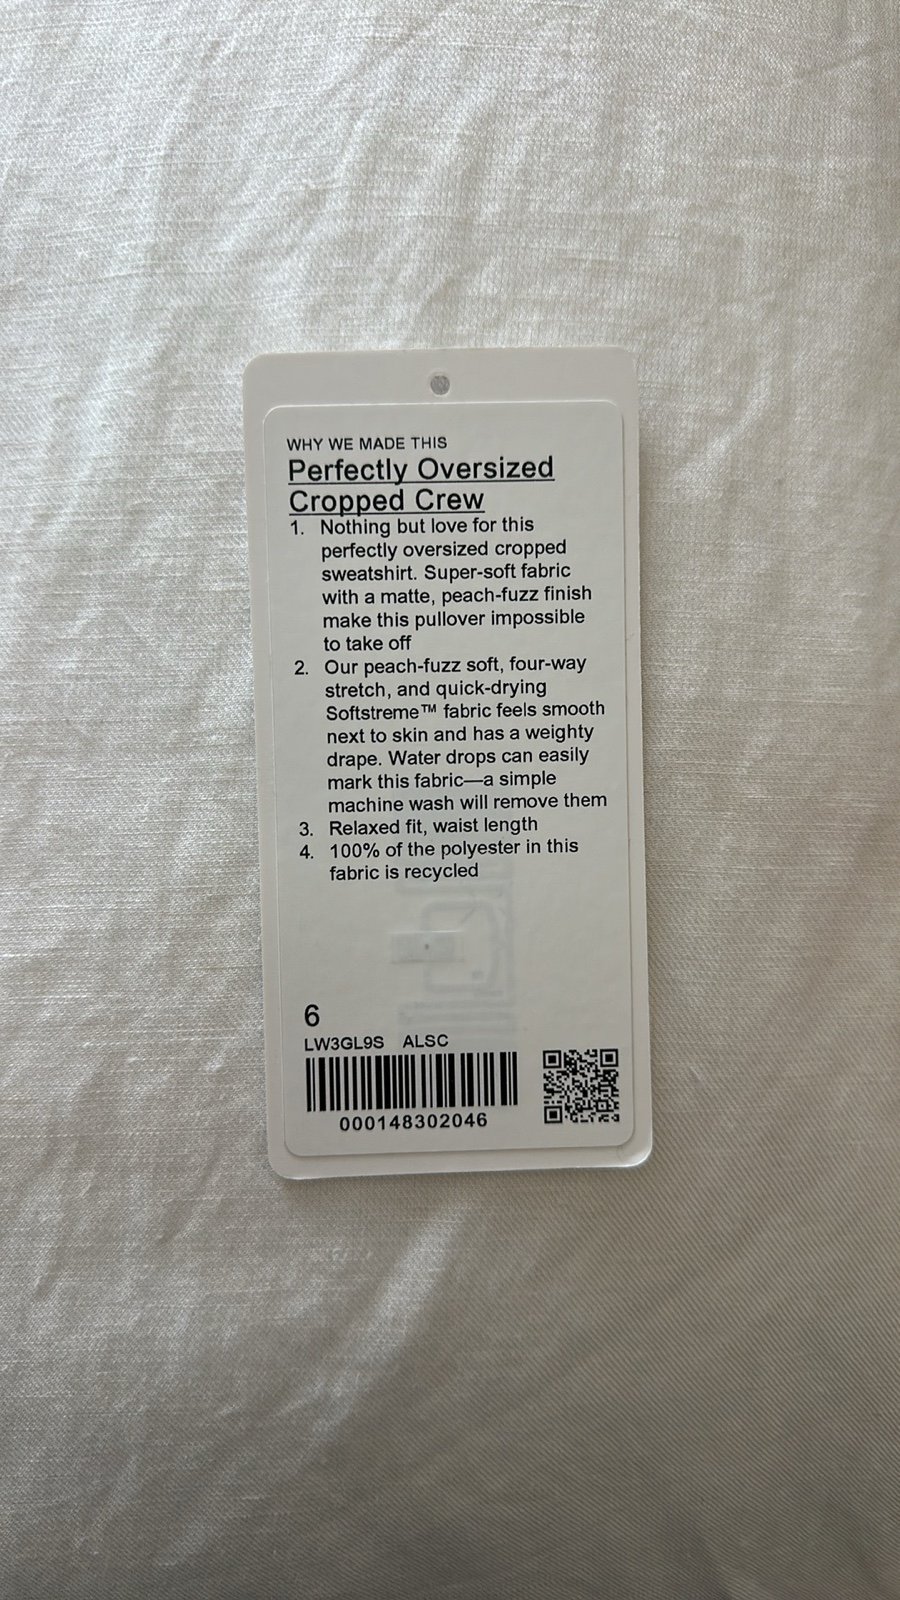 WHY WE MADE THIS
Perfectly Oversized
Cropped Crew
1. Nothing but love for this
perfectly oversized cropped
sweatshirt. Super-soft fabric
with a matte, peach-fuzz finish
make this pullover impossible
to take off
2. Our peach-fuzz soft, four-way
stretch, and quick-drying
Softstreme™ fabric feels smooth
next to skin and has a weighty
drape. Water drops can easily
mark this fabric—a simple
machine wash will remove them
3. Relaxed fit, waist length
4. 100% of the polyester in this
fabric is recycled
6
LW3GL9S ALSC
000148302046